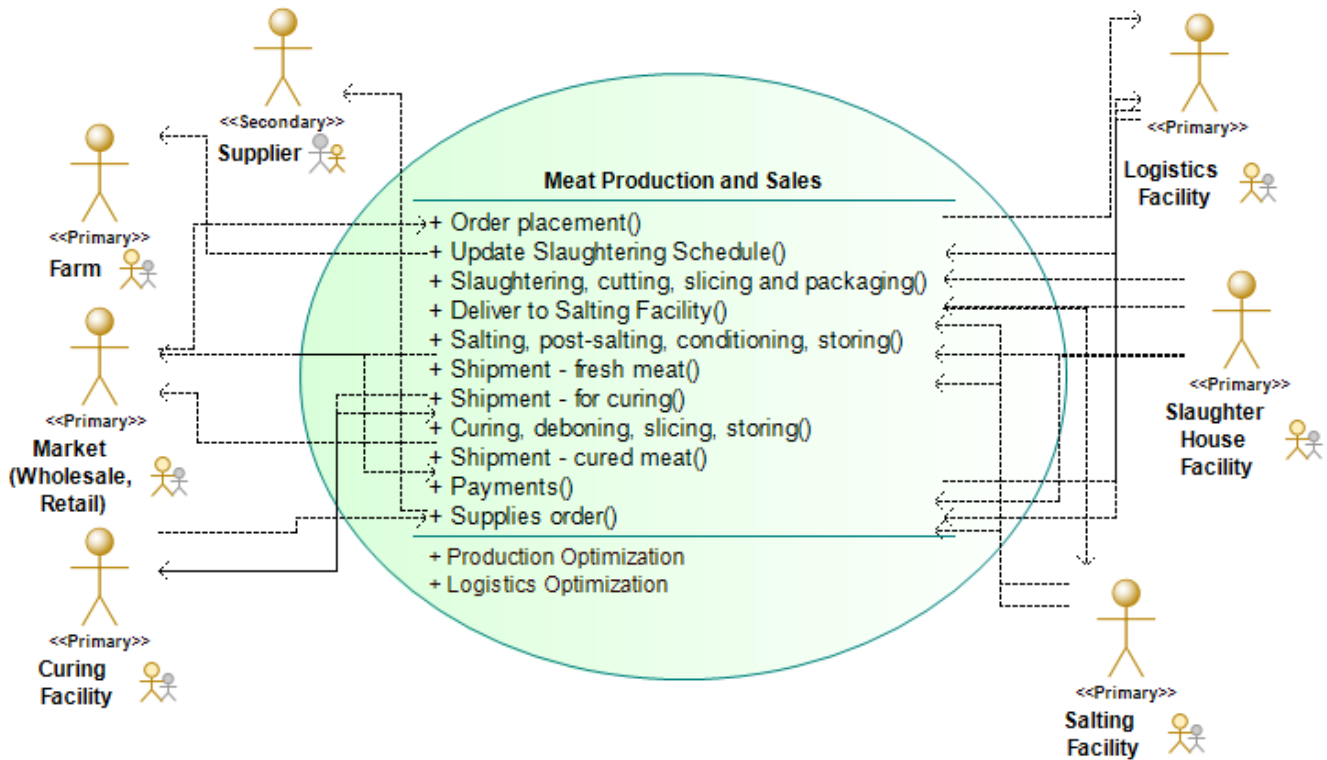 <<Secondary>>
Supplier
<<Primary>>
Farm
<<Primary>>
Market
(Wholesale,
Retail)
<<Primary>>
Curing
Facility
Meat Production and Sales
+ Order placement()
+ Update Slaughtering Schedule()
+ Slaughtering, cutting, slicing and packaging()
+ Deliver to Salting Facility()
+ Salting, post-salting, conditioning, storing()
+ Shipment - fresh meat()
+ Shipment - for curing()
+ Curing, deboning, slicing, storing()
+ Shipment - cured meat()
+ Payments()
+ Supplies order()
+ Production Optimization
+ Logistics Optimization
<<Primary>>
Logistics
Facility
<<Primary>>
Slaughter
House
Facility
<<Primary>>
Salting
Facility